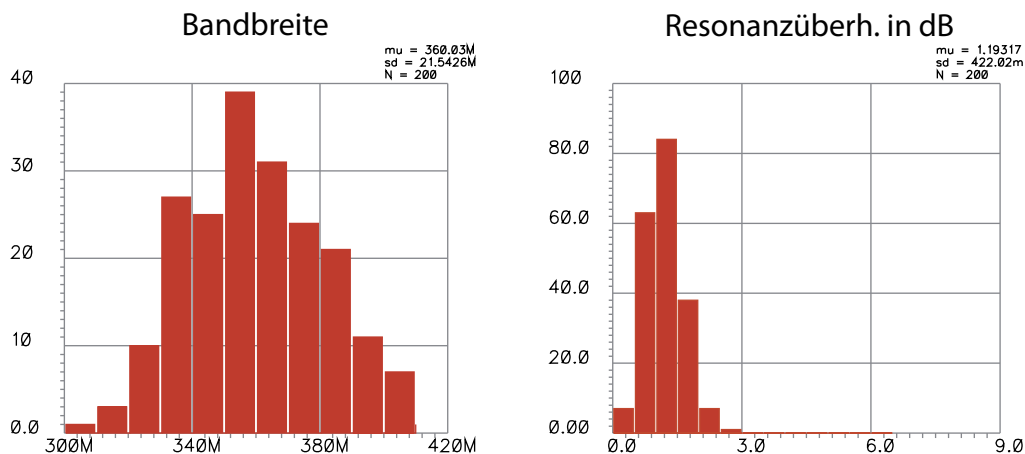 Bandbreite
mu = 360.03M
sd = 21.5426M
N = 200
40
30
20
10
0.0
300M 340M 380M 420M
Resonanzüberh. in dB
mu = 1.19317
sd = 422.02m
N = 200
100
80.0
60.0
40.0
20.0
0.00
0.0 3.0 6.0 9.0